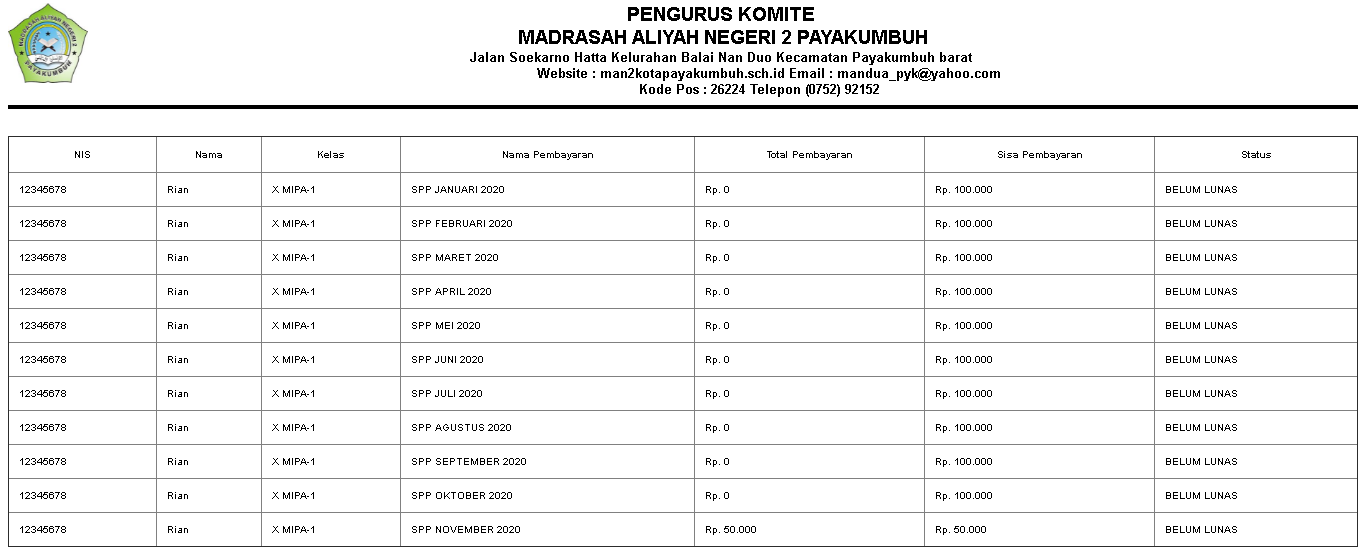 MADRASAH ALIYAH NEGERI 2
PAYAKUMBUH
PENGURUS KOMITE
MADRASAH ALIYAH NEGERI 2 PAYAKUMBUH
Jalan Soekarno Hatta Kelurahan Balai Nan Duo Kecamatan Payakumbuh barat
Website : man2kotapayakumbuh.sch.id Email : mandua_pyk@yahoo.com
Kode Pos : 26224 Telepon (0752) 92152
NIS Nama Kelas Nama Pembayaran Total Pembayaran Sisa Pembayaran Status
12345678 Rian X MIPA-1 SPP JANUARI 2020 Rp. 0 Rp. 100.000 BELUM LUNAS
12345678 Rian X MIPA-1 SPP FEBRUARI 2020 Rp. 0 Rp. 100.000 BELUM LUNAS
12345678 Rian X MIPA-1 SPP MARET 2020 Rp. 0 Rp. 100.000 BELUM LUNAS
12345678 Rian X MIPA-1 SPP APRIL 2020 Rp. 0 Rp. 100.000 BELUM LUNAS
12345678 Rian X MIPA-1 SPP MEI 2020 Rp. 0 Rp. 100.000 BELUM LUNAS
12345678 Rian X MIPA-1 SPP JUNI 2020 Rp. 0 Rp. 100.000 BELUM LUNAS
12345678 Rian X MIPA-1 SPP JULI 2020 Rp. 0 Rp. 100.000 BELUM LUNAS
12345678 Rian X MIPA-1 SPP AGUSTUS 2020 Rp. 0 Rp. 100.000 BELUM LUNAS
12345678 Rian X MIPA-1 SPP SEPTEMBER 2020 Rp. 0 Rp. 100.000 BELUM LUNAS
12345678 Rian X MIPA-1 SPP OKTOBER 2020 Rp. 0 Rp. 100.000 BELUM LUNAS
12345678 Rian X MIPA-1 SPP NOVEMBER 2020 Rp. 50.000 Rp. 50.000 BELUM LUNAS